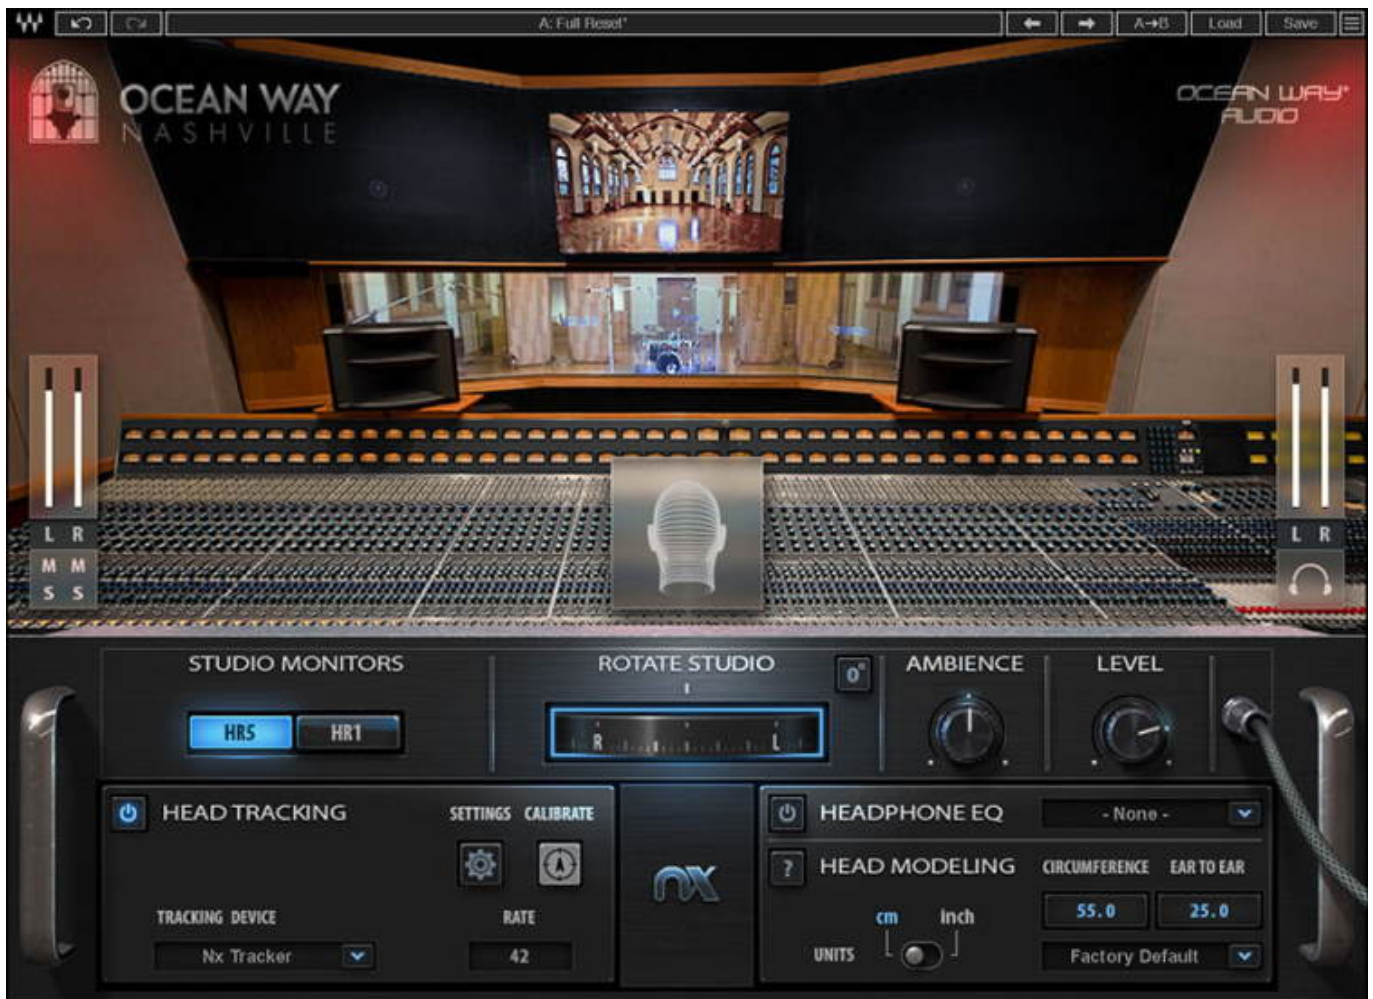 A: Full Reset*
A→B
Load
Save
OCEAN WAY
NASHVILLE
OCEAN WAY
AUDIO
L R
M M
S S
L R
STUDIO MONITORS
HR5
HR1
ROTATE STUDIO
0°
R
L
AMBIENCE
LEVEL
HEAD TRACKING
SETTINGS
CALIBRATE
TRACKING DEVICE
Nx Tracker
RATE
42
nx
HEADPHONE EQ
- None -
?
HEAD MODELING
CIRCUMFERENCE
EAR TO EAR
55.0
25.0
cm
inch
UNITS
Factory Default